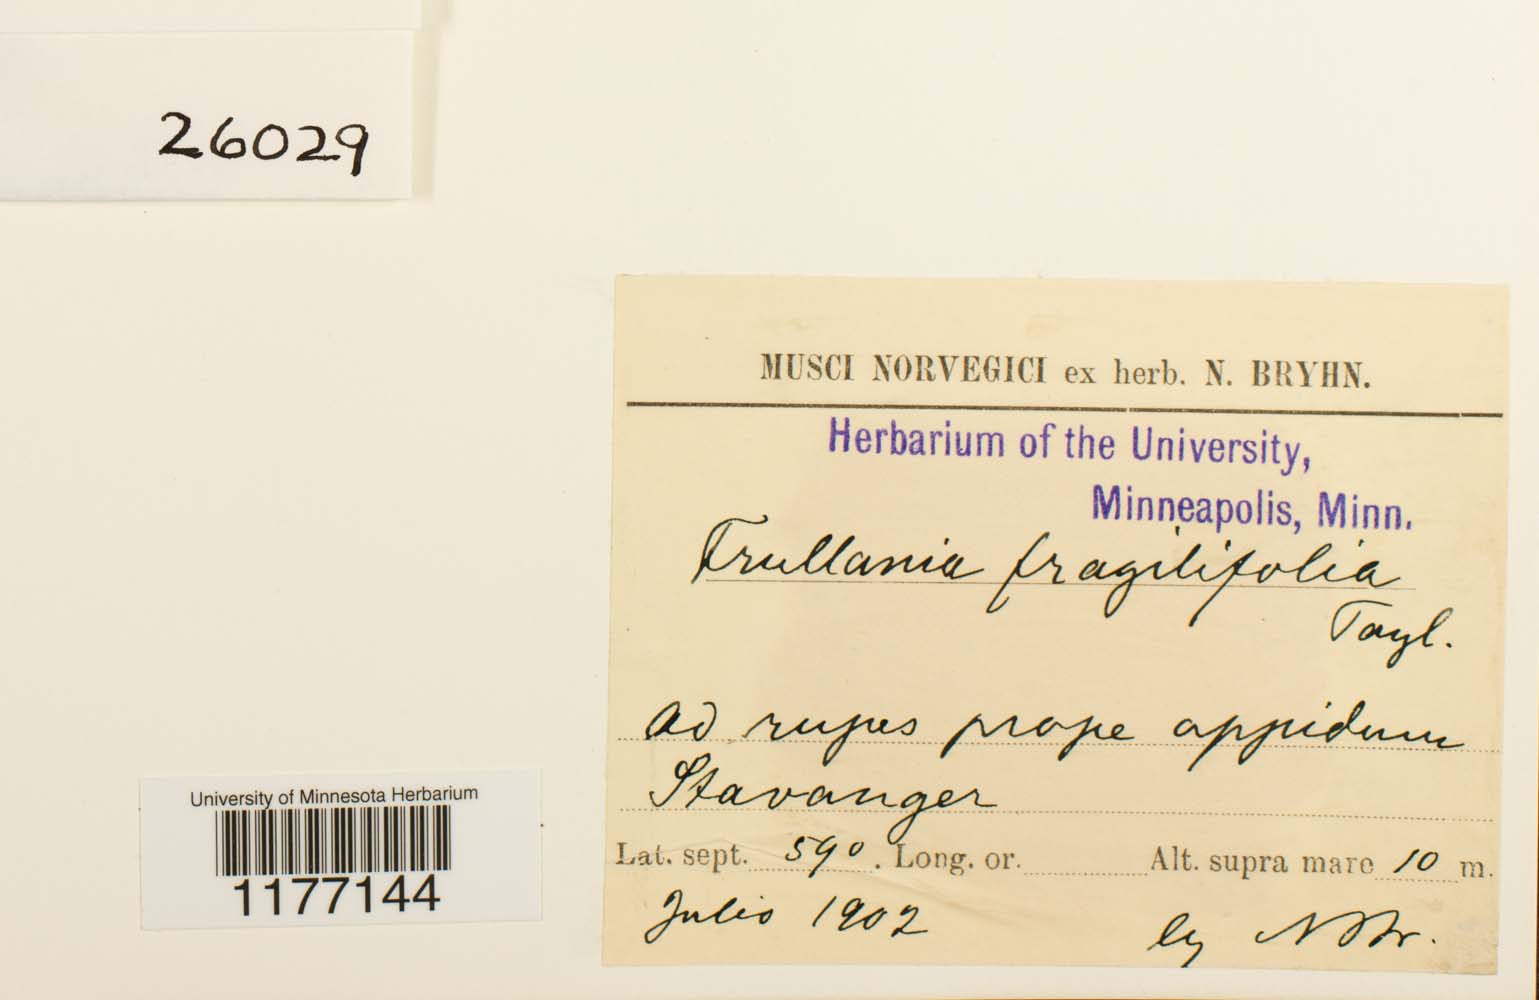 26029
MUSCI NORVEGICI ex herb. N. BRYHN.
Herbarium of the University,
Minneapolis, Minn.
Frullania fragilifolia
Tayl.
ad rupes prope oppidum
Stavanger
Lat. sept. 59°. Long. or. Alt. supra mare 10 m.
Julio 1902 leg NBr.
University of Minnesota Herbarium
1177144